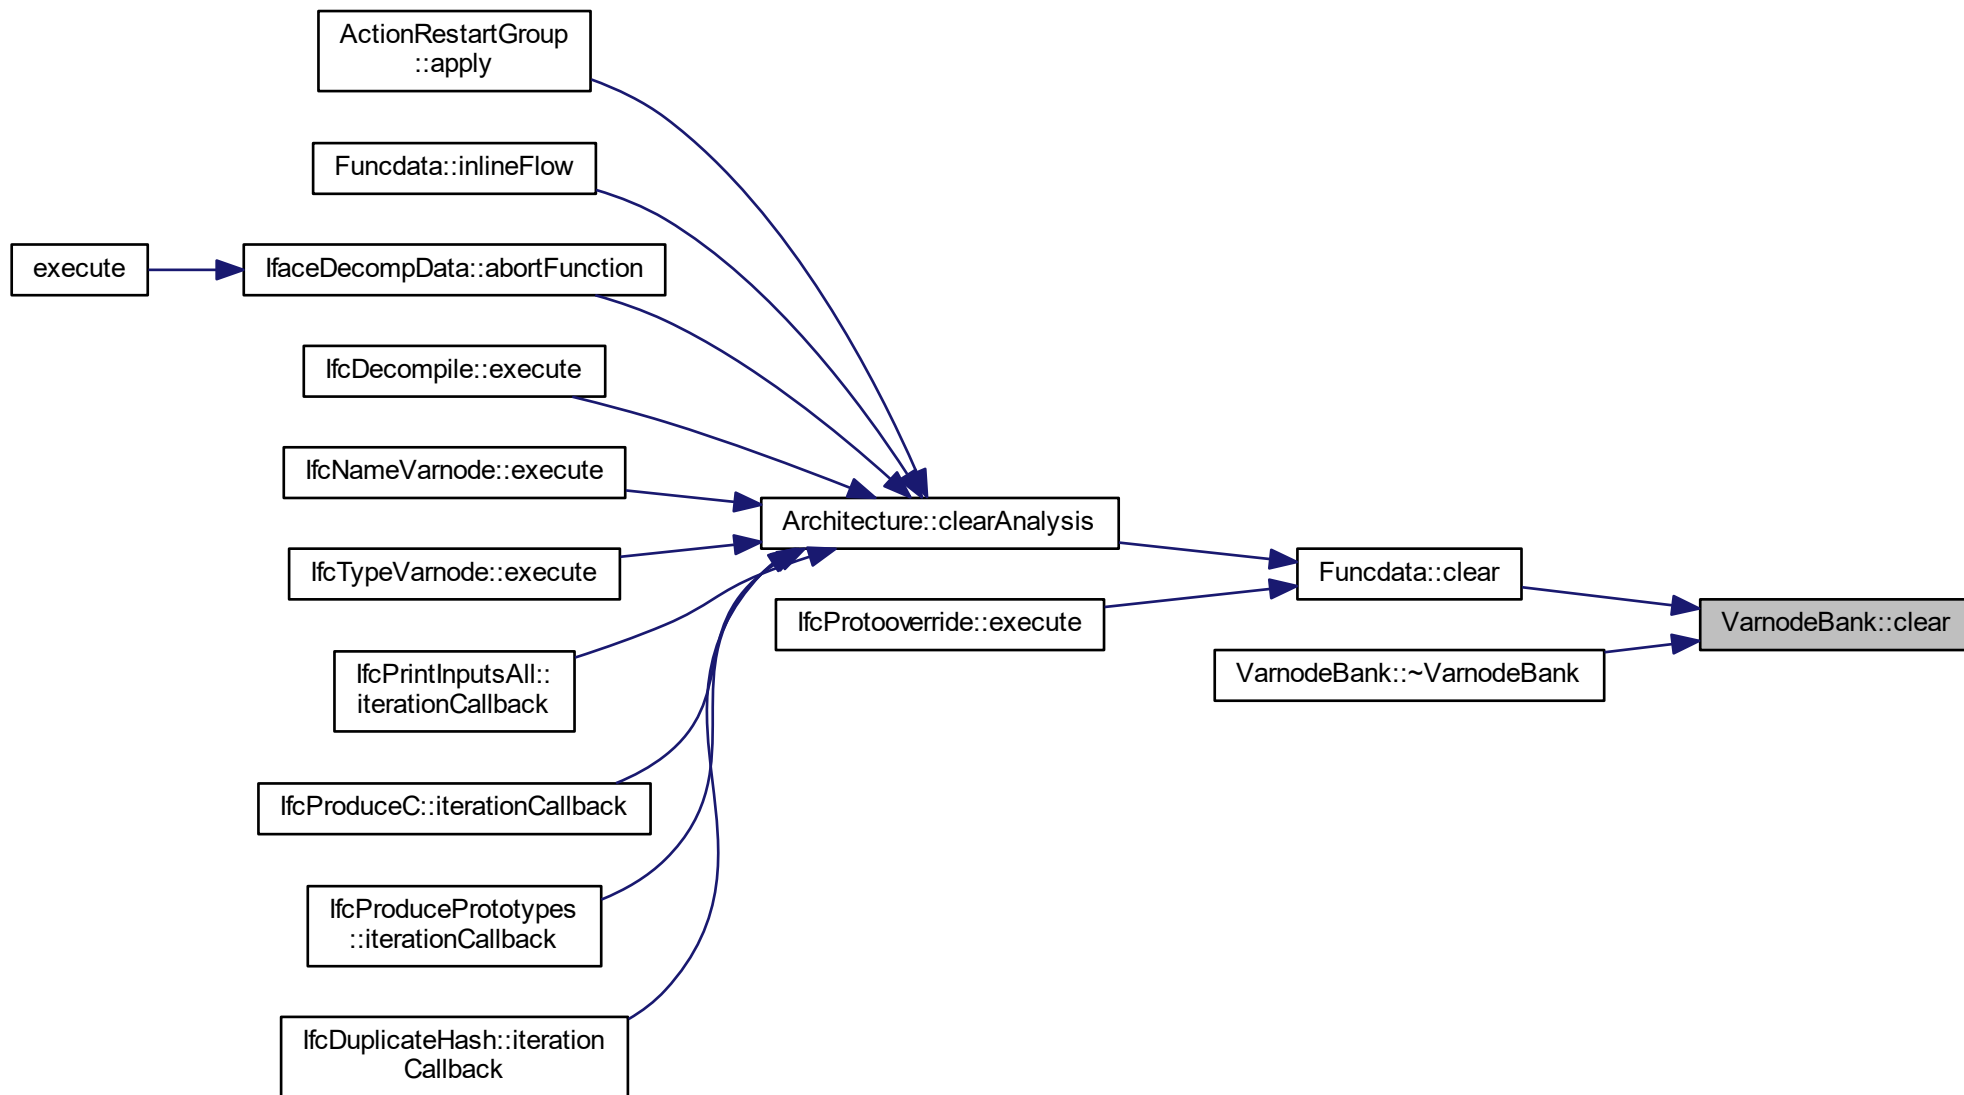 ActionRestartGroup
::apply
Funcdata::inlineFlow
execute
IfaceDecompData::abortFunction
IfcDecompile::execute
IfcNameVarnode::execute
Architecture::clearAnalysis
IfcTypeVarnode::execute
Funcdata::clear
IfcProtooverride::execute
VarnodeBank::clear
IfcPrintInputsAll::
iterationCallback
VarnodeBank::~VarnodeBank
IfcProduceC::iterationCallback
IfcProducePrototypes
::iterationCallback
IfcDuplicateHash::iteration
Callback